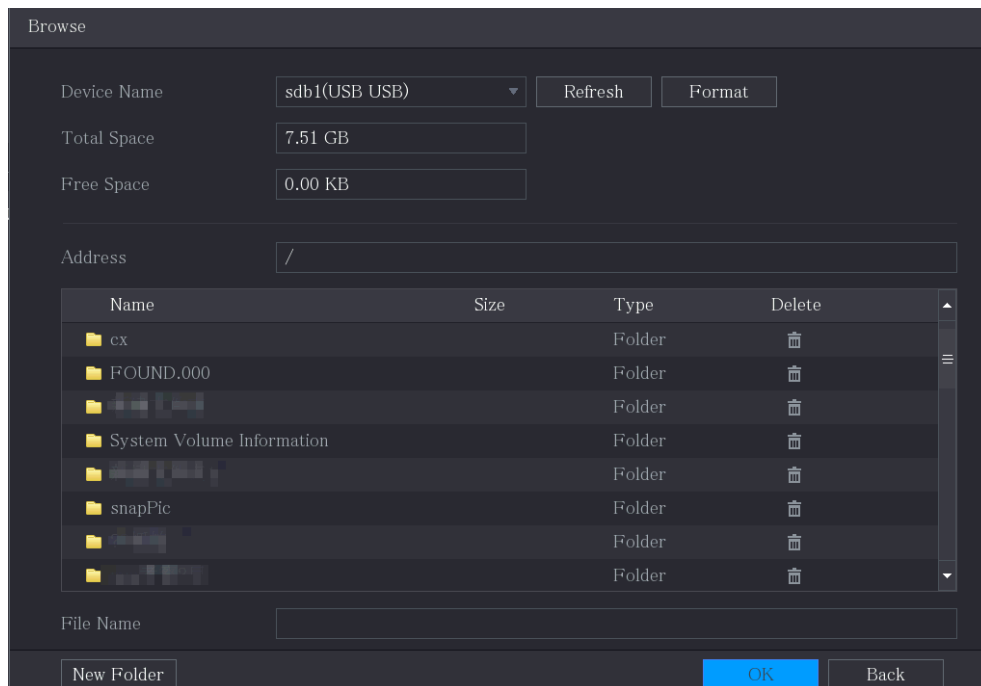 Browse
Device Name sdb1(USB USB) Refresh Format
Total Space 7.51 GB
Free Space 0.00 KB
Address /
Name Size Type Delete
cx Folder
FOUND.000 Folder
Folder
System Volume Information Folder
Folder
snapPic Folder
Folder
Folder
File Name
New Folder OK Back